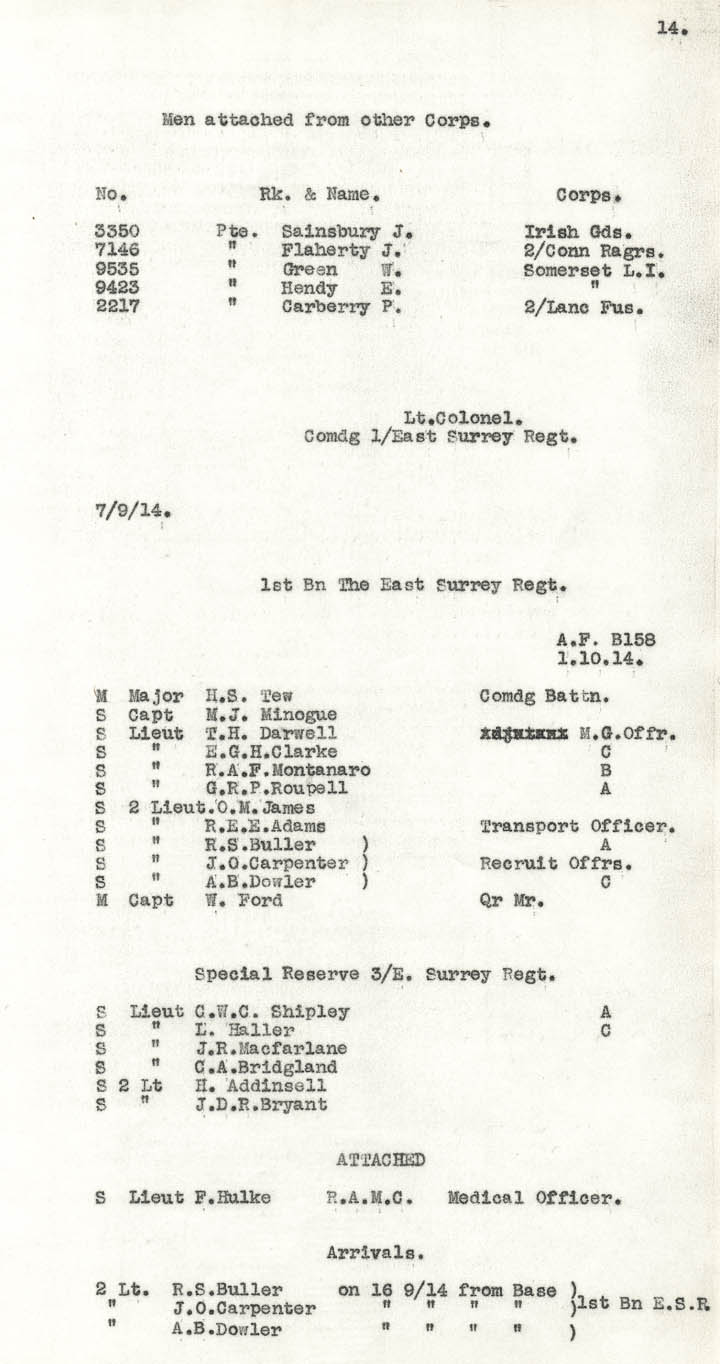 14.
Men attached from other Corps.
No. Rk. & Name. Corps.
3350 Pte. Sainsbury J. Irish Gds.
7146 " Flaherty J. 2/Conn Ragrs.
9535 " Green W. Somerset L.I.
9423 " Hendy E. "
2217 " Carberry P. 2/Lanc Fus.
Lt.Colonel.
Comdg 1/East Surrey Regt.
7/9/14.
1st Bn The East Surrey Regt.
A.F. B158
1.10.14.
M Major H.S. Tew Comdg Battn.
S Capt M.J. Minogue
S Lieut T.H. Darwell M.G.Offr.
S " E.G.H.Clarke C
S " R.A.F.Montanaro B
S " G.R.P.Roupell A
S 2 Lieut.O.M.James
S " R.E.E.Adams Transport Officer.
S " R.S.Buller ) A
S " J.O.Carpenter ) Recruit Offrs.
S " A.B.Dowler ) C
M Capt W. Ford Qr Mr.
Special Reserve 3/E. Surrey Regt.
S Lieut C.W.C. Shipley A
S " L. Haller C
S " J.R.Macfarlane
S " C.A.Bridgland
S 2 Lt H. Addinsell
S " J.D.R.Bryant
ATTACHED
S Lieut F.Hulke R.A.M.C. Medical Officer.
Arrivals.
2 Lt. R.S.Buller on 16 9/14 from Base )
" J.O.Carpenter " " " " )1st Bn E.S.R
" A.B.Dowler " " " " )